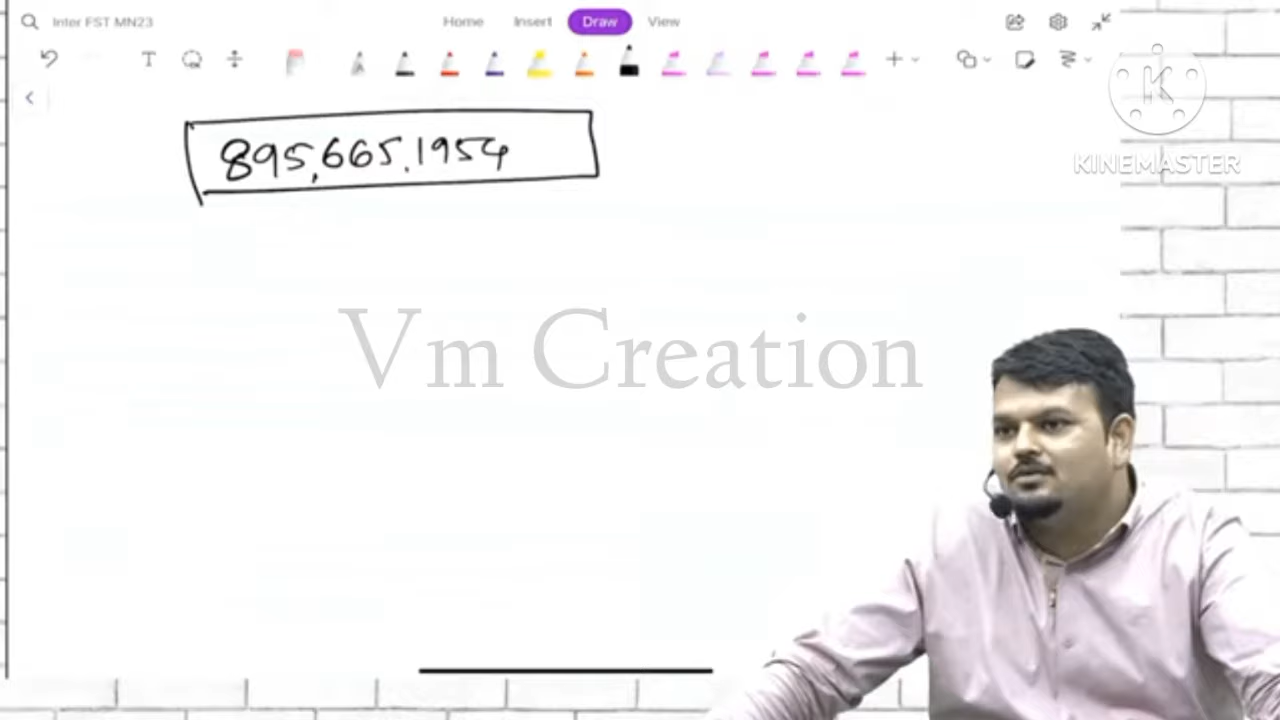 Inter FST MN23
Home Insert Draw View
T
K
KINEMASTER
895,665,1954
Vm Creation